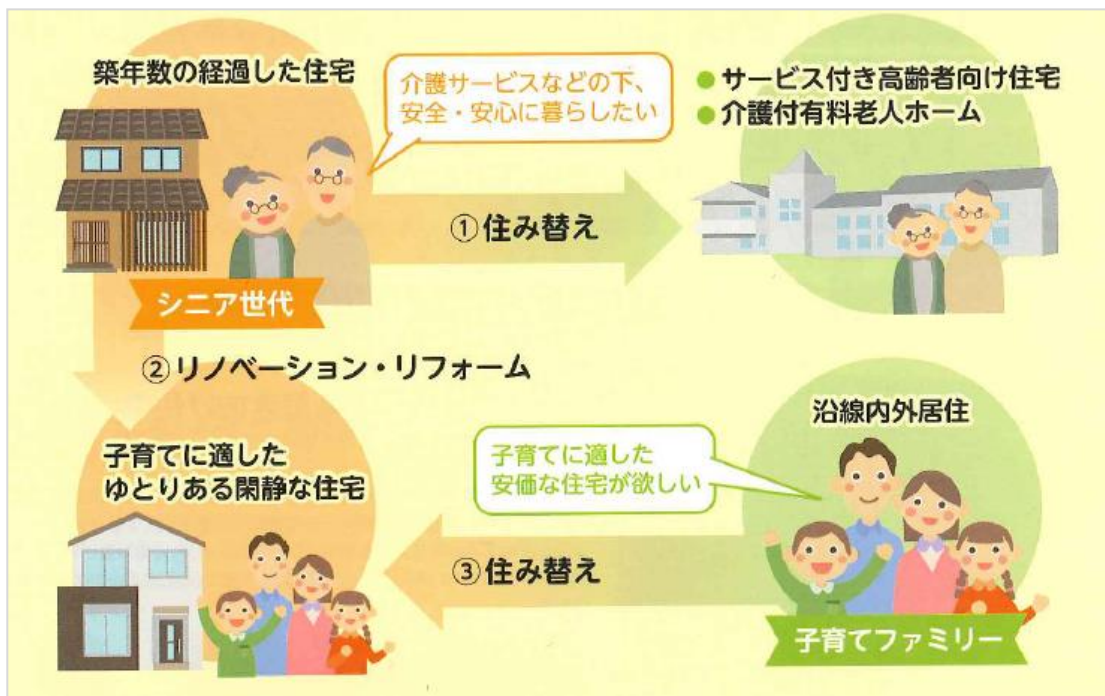 築年数の経過した住宅
介護サービスなどの下、
安全・安心に暮らしたい
● サービス付き高齢者向け住宅
● 介護付有料老人ホーム
①住み替え
シニア世代
②リノベーション・リフォーム
子育てに適した
ゆとりある閑静な住宅
子育てに適した
安価な住宅が欲しい
沿線内外居住
③住み替え
子育てファミリー